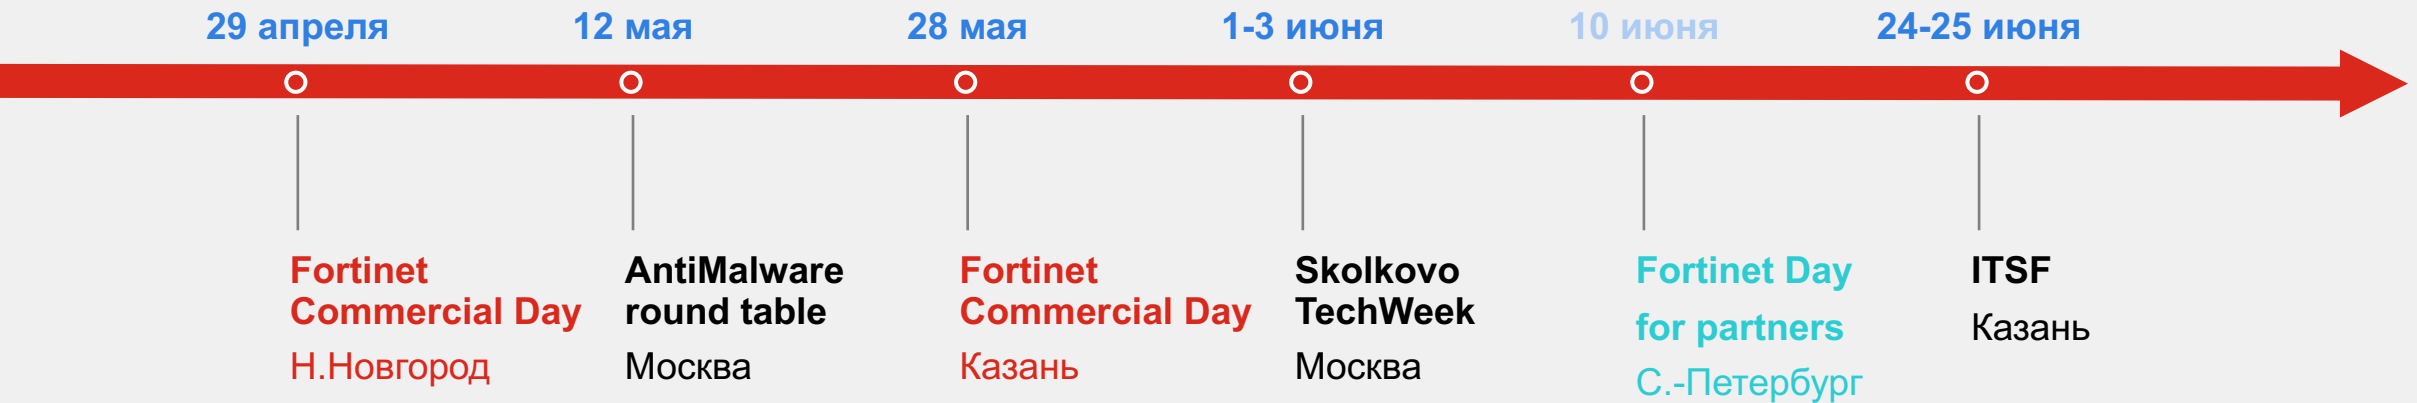 29 апреля
12 мая
28 мая
1-3 июня
10 июня
24-25 июня
Fortinet
Commercial Day
Н.Новгород
AntiMalware
round table
Москва
Fortinet
Commercial Day
Казань
Skolkovo
TechWeek
Москва
Fortinet Day
for partners
С.-Петербург
ITSF
Казань